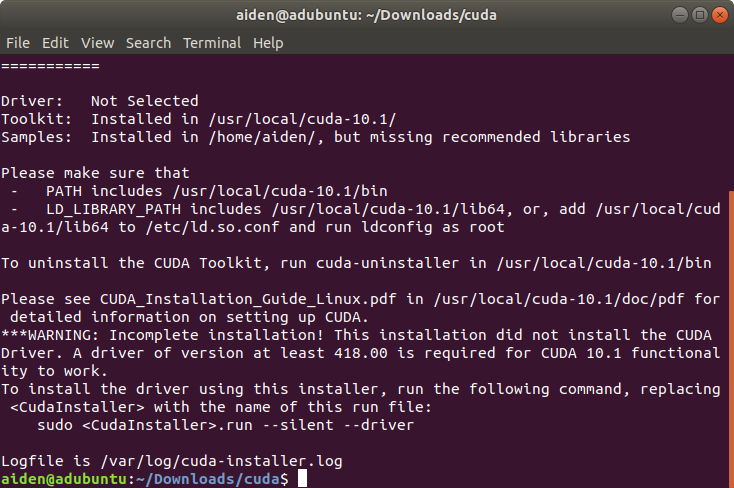 aiden@adubuntu: ~/Downloads/cuda
File Edit View Search Terminal Help
===========
Driver:   Not Selected
Toolkit:  Installed in /usr/local/cuda-10.1/
Samples:  Installed in /home/aiden/, but missing recommended libraries
Please make sure that
 -   PATH includes /usr/local/cuda-10.1/bin
 -   LD_LIBRARY_PATH includes /usr/local/cuda-10.1/lib64, or, add /usr/local/cud
a-10.1/lib64 to /etc/ld.so.conf and run ldconfig as root
To uninstall the CUDA Toolkit, run cuda-uninstaller in /usr/local/cuda-10.1/bin
Please see CUDA_Installation_Guide_Linux.pdf in /usr/local/cuda-10.1/doc/pdf for
 detailed information on setting up CUDA.
***WARNING: Incomplete installation! This installation did not install the CUDA
Driver. A driver of version at least 418.00 is required for CUDA 10.1 functional
ity to work.
To install the driver using this installer, run the following command, replacing
 <CudaInstaller> with the name of this run file:
    sudo <CudaInstaller>.run --silent --driver
Logfile is /var/log/cuda-installer.log
aiden@adubuntu:~/Downloads/cuda$